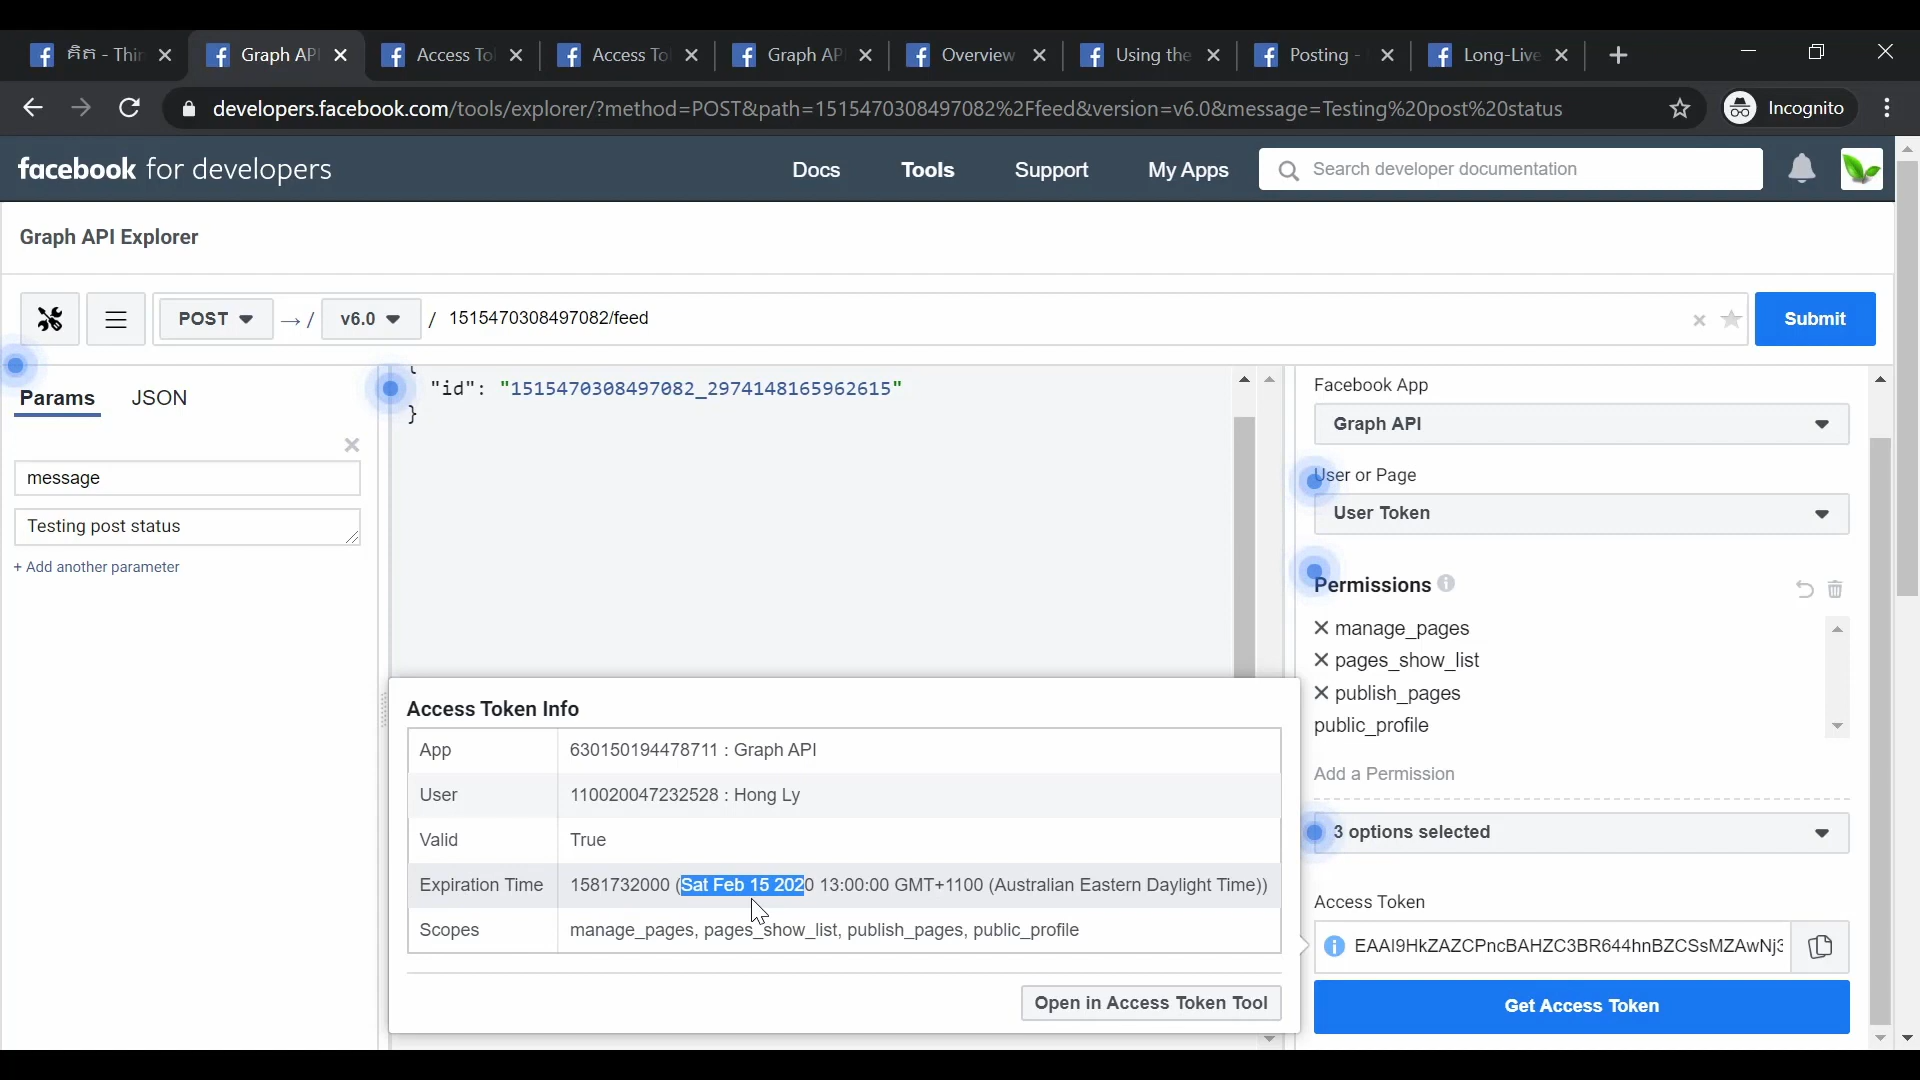 គិត - Thin
Graph API
Access To
Access To
Graph AP
Overview
Using the
Posting -
Long-Live
developers.facebook.com/tools/explorer/?method=POST&path=1515470308497082%2Ffeed&version=v6.0&message=Testing%20post%20status
Incognito
facebook for developers
Docs
Tools
Support
My Apps
Search developer documentation
Graph API Explorer
POST
→ /
v6.0
/ 1515470308497082/feed
Submit
Params
JSON
message
Testing post status
+ Add another parameter
{
"id": "1515470308497082_2974148165962615"
}
Facebook App
Graph API
User or Page
User Token
Permissions
manage_pages
pages_show_list
publish_pages
public_profile
Add a Permission
3 options selected
Access Token
EAAI9HkZAZCPncBAHZC3BR644hnBZCSsMZAwNj3
Get Access Token
Access Token Info
App 630150194478711 : Graph API
User 110020047232528 : Hong Ly
Valid True
Expiration Time 1581732000 (Sat Feb 15 2020 13:00:00 GMT+1100 (Australian Eastern Daylight Time))
Scopes manage_pages, pages_show_list, publish_pages, public_profile
Open in Access Token Tool